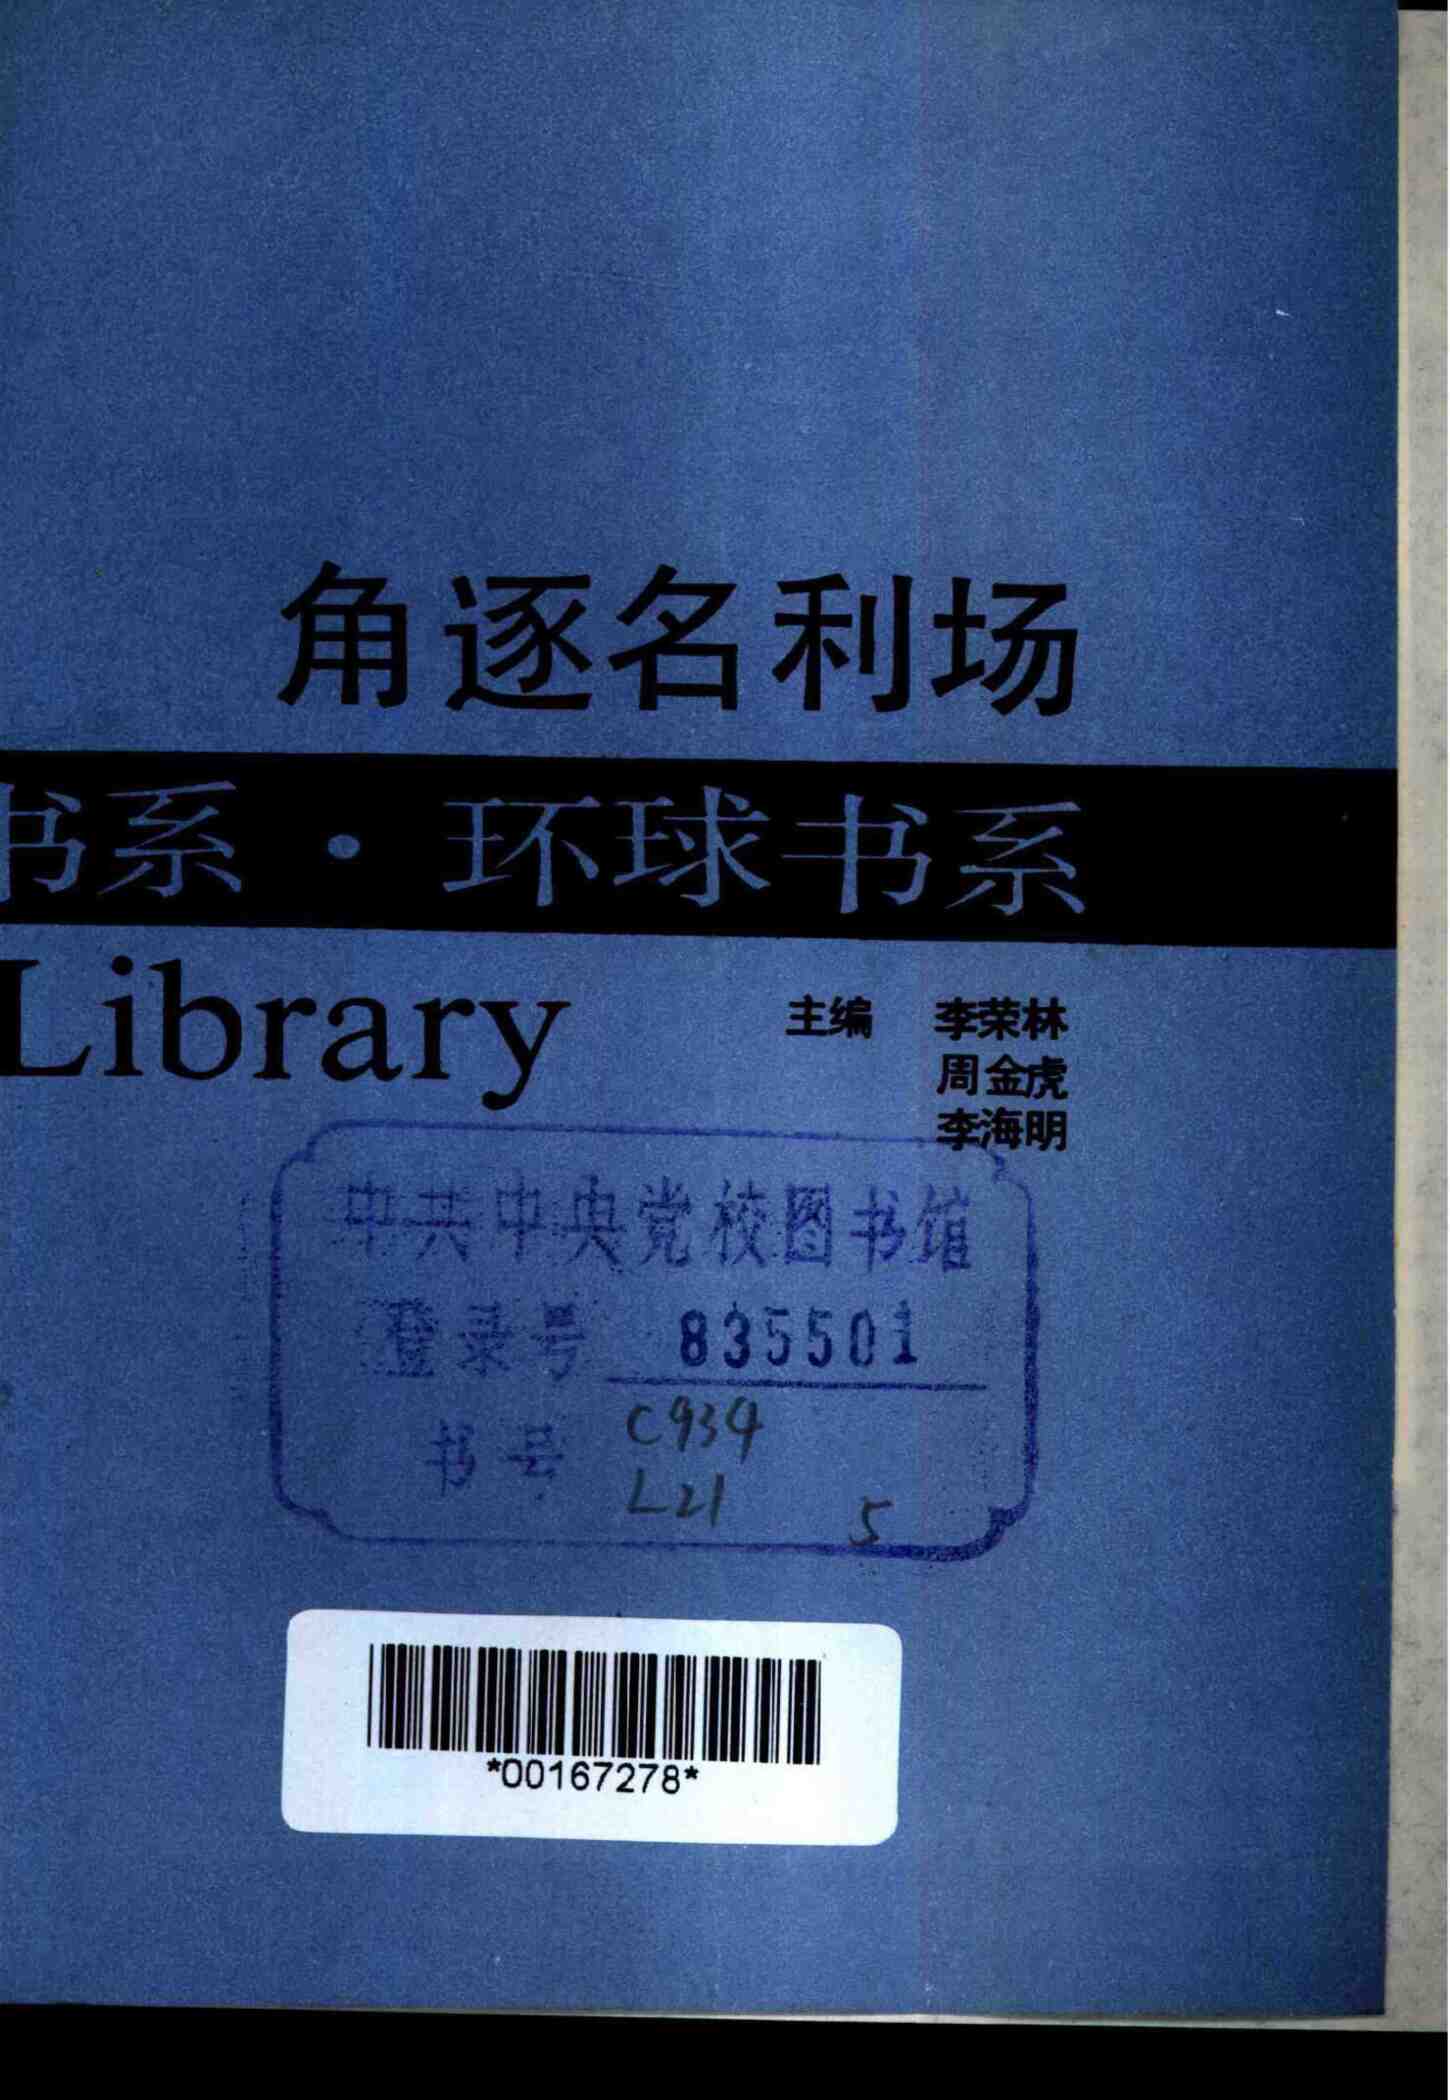 角逐名利场
书系·环球书系
Library
主编 李荣林
周金虎
李海明
中共中央党校图书馆
登录号 835501
书号 C934
L21 5
*00167278*